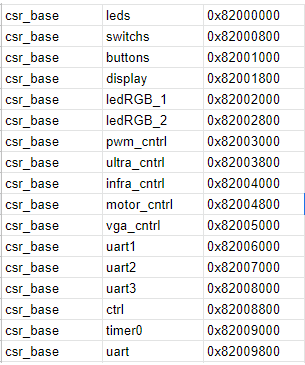 csr_base leds 0x82000000
csr_base switchs 0x82000800
csr_base buttons 0x82001000
csr_base display 0x82001800
csr_base ledRGB_1 0x82002000
csr_base ledRGB_2 0x82002800
csr_base pwm_cntrl 0x82003000
csr_base ultra_cntrl 0x82003800
csr_base infra_cntrl 0x82004000
csr_base motor_cntrl 0x82004800
csr_base vga_cntrl 0x82005000
csr_base uart1 0x82006000
csr_base uart2 0x82007000
csr_base uart3 0x82008000
csr_base ctrl 0x82008800
csr_base timer0 0x82009000
csr_base uart 0x82009800